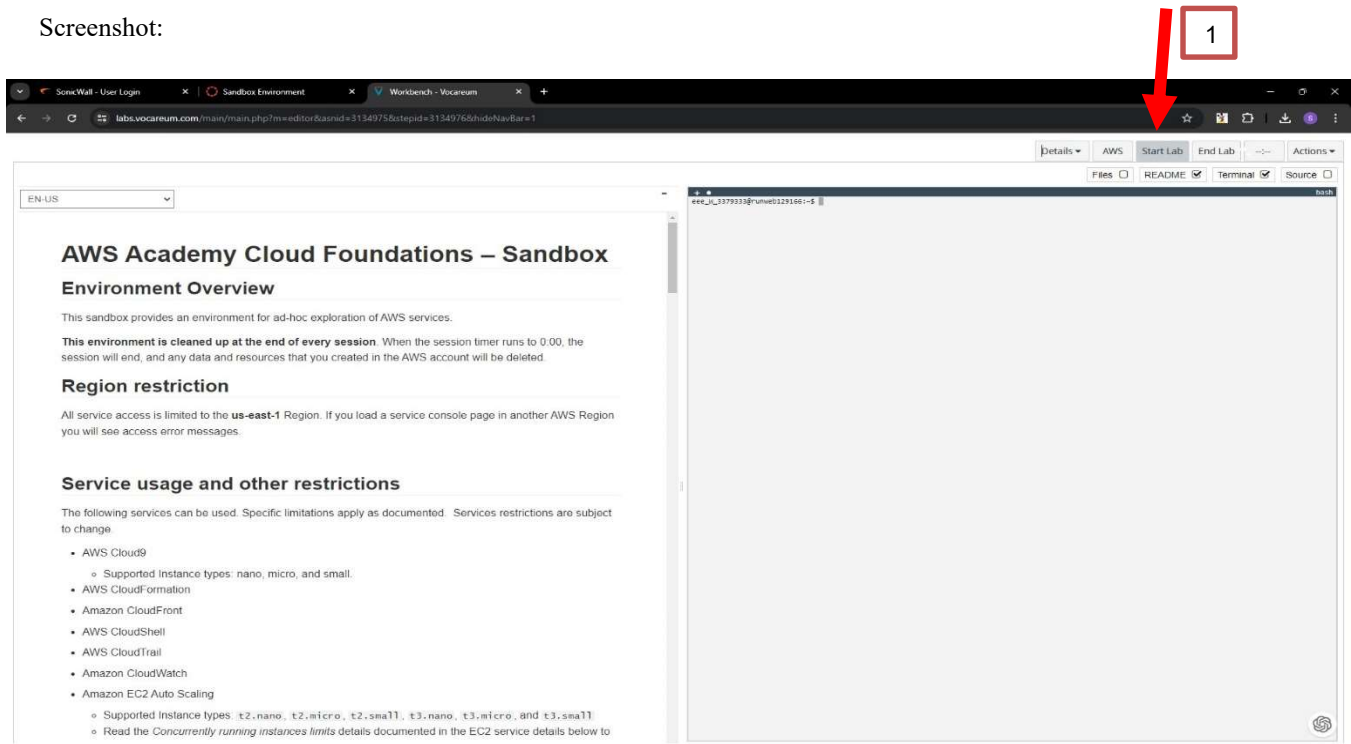 Screenshot:
1
SonicWall - User Login
Sandbox Environment
Workbench - Vocareum
labs.vocareum.com/main/main.php?m=editor&asnid=3134975&stepid=3134976&hideNavBar=1
Details AWS Start Lab End Lab --:-- Actions
Files README Terminal Source
EN-US
bash
eee_w_3379333@runweb129166:~$
AWS Academy Cloud Foundations – Sandbox
Environment Overview
This sandbox provides an environment for ad-hoc exploration of AWS services.
This environment is cleaned up at the end of every session. When the session timer runs to 0:00, the
session will end, and any data and resources that you created in the AWS account will be deleted.
Region restriction
All service access is limited to the us-east-1 Region. If you load a service console page in another AWS Region
you will see access error messages.
Service usage and other restrictions
The following services can be used. Specific limitations apply as documented. Services restrictions are subject
to change.
• AWS Cloud9
◦ Supported Instance types: nano, micro, and small.
• AWS CloudFormation
• Amazon CloudFront
• AWS CloudShell
• AWS CloudTrail
• Amazon CloudWatch
• Amazon EC2 Auto Scaling
◦ Supported Instance types: t2.nano, t2.micro, t2.small, t3.nano, t3.micro, and t3.small
◦ Read the Concurrently running instances limits details documented in the EC2 service details below to